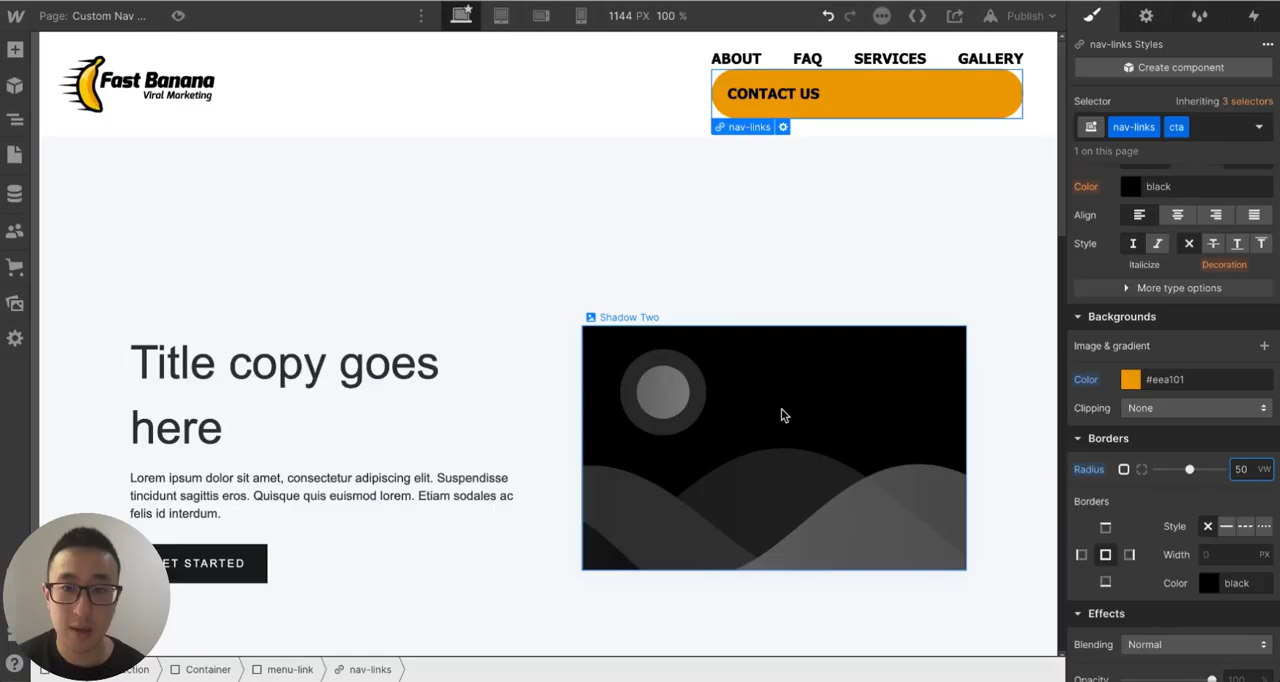 Page: Custom Nav ...
1144 PX 100 %
Publish
nav-links Styles
Create component
Selector
Inheriting 3 selectors
nav-links
cta
1 on this page
Color
black
Align
Style
Italicize
Decoration
More type options
Backgrounds
Image & gradient
Color
#eea101
Clipping
None
Borders
Radius
50 VW
Borders
Style
Width
0 PX
Color
black
Effects
Blending
Normal
Opacity
100
Fast Banana
Viral Marketing
ABOUT
FAQ
SERVICES
GALLERY
CONTACT US
nav-links
Shadow Two
Title copy goes
here
Lorem ipsum dolor sit amet, consectetur adipiscing elit. Suspendisse
tincidunt sagittis eros. Quisque quis euismod lorem. Etiam sodales ac
felis id interdum.
ET STARTED
Container
menu-link
nav-links